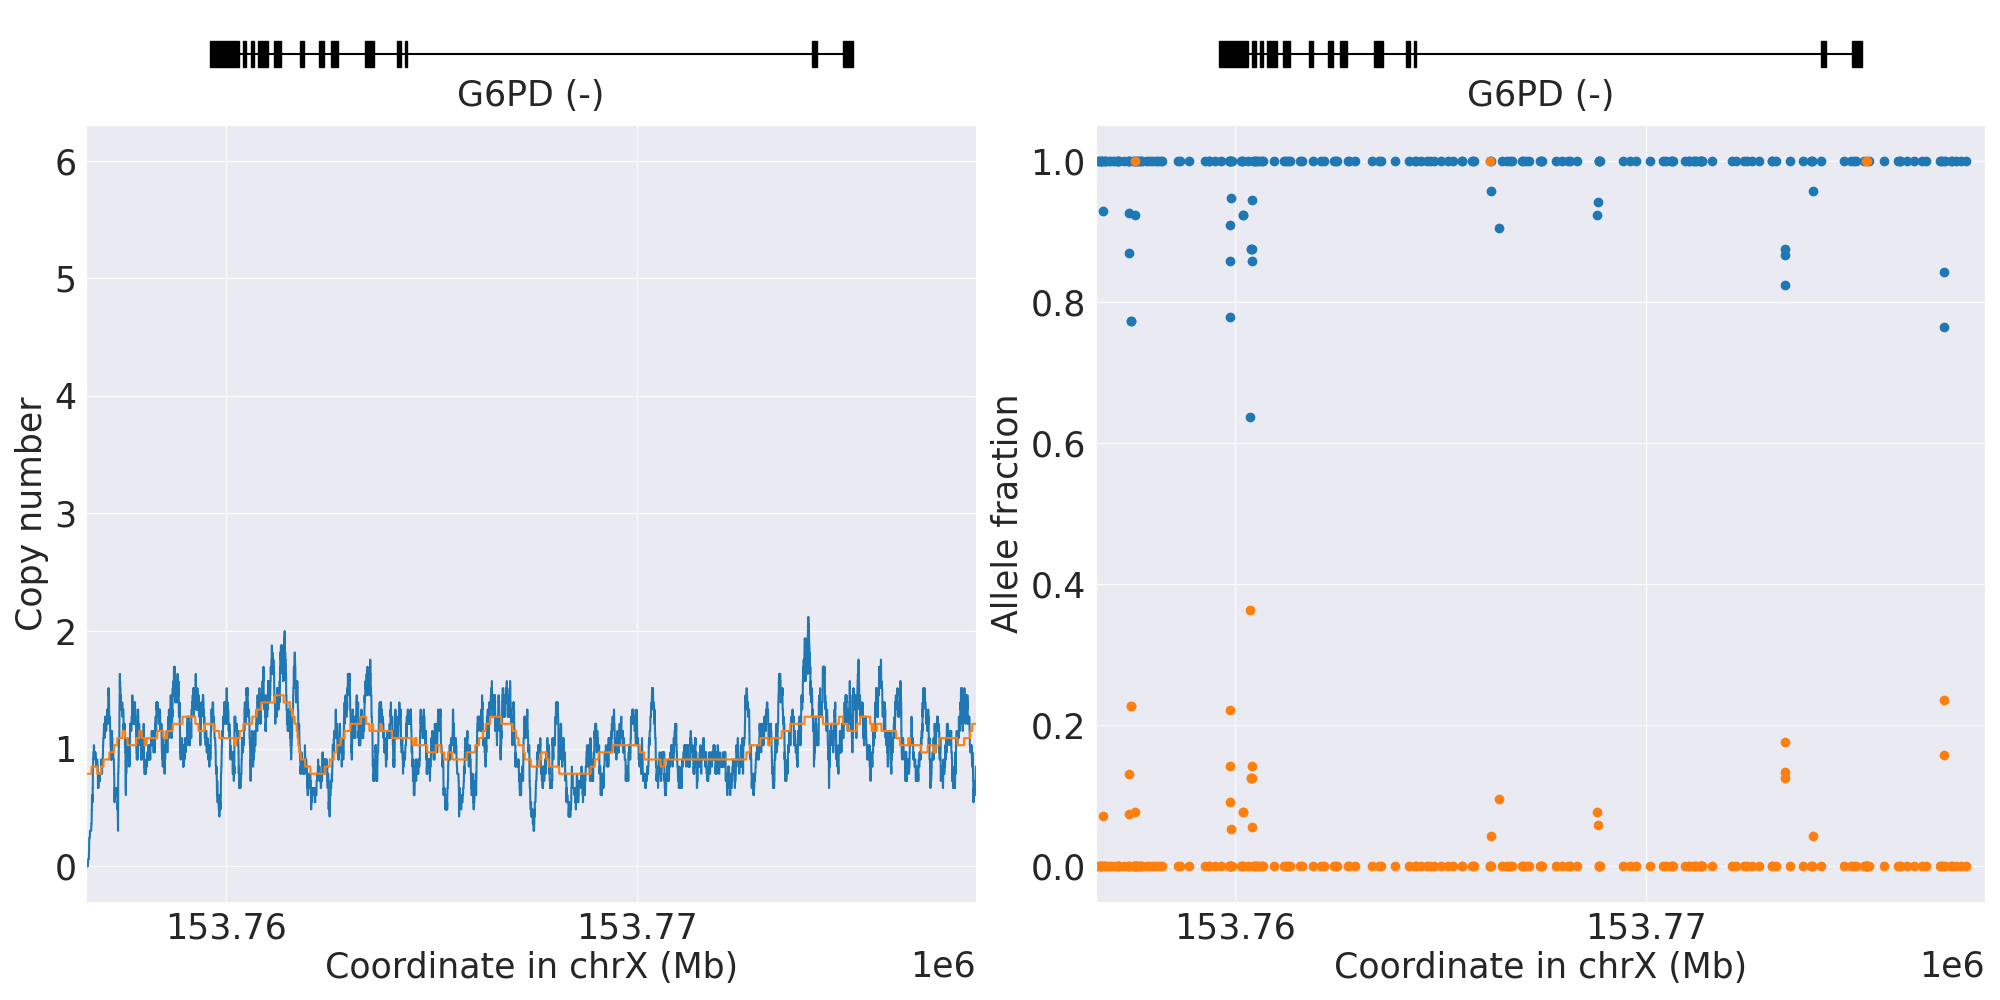 G6PD (-)
6
5
4
3
2
1
0
Copy number
153.76
153.77
Coordinate in chrX (Mb)
1e6
G6PD (-)
1.0
0.8
0.6
0.4
0.2
0.0
Allele fraction
153.76
153.77
Coordinate in chrX (Mb)
1e6